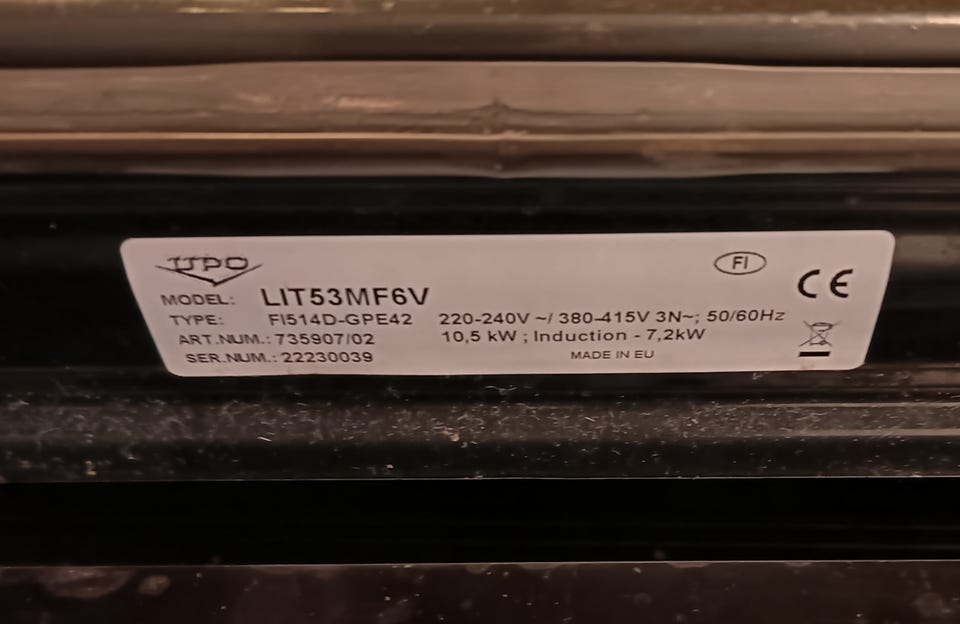 UPO
FI
CE
MODEL: LIT53MF6V
TYPE: FI514D-GPE42 220-240V ~/ 380-415V 3N~; 50/60Hz
ART.NUM.: 735907/02 10,5 kW ; Induction - 7,2kW
SER.NUM.: 22230039 MADE IN EU